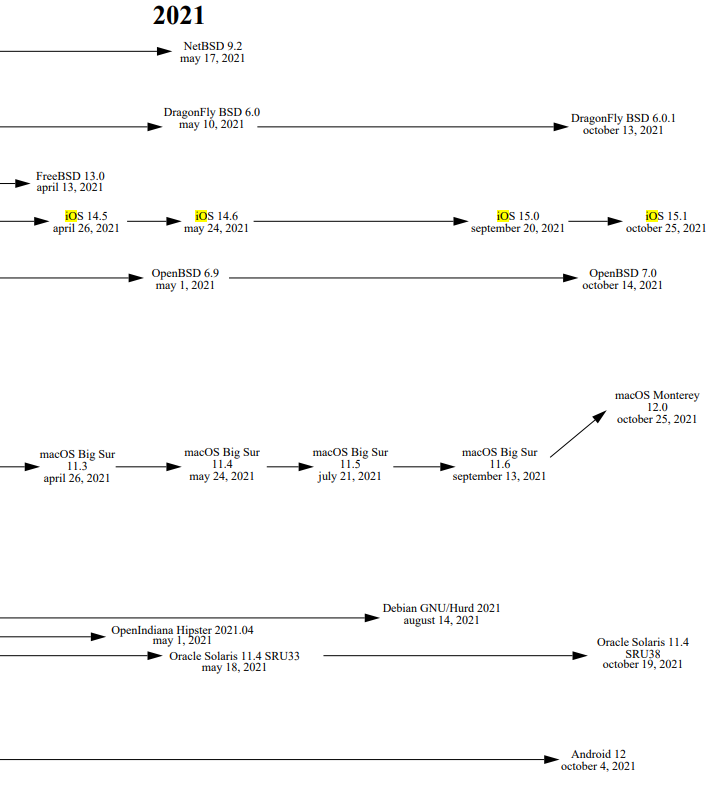 2021
NetBSD 9.2
may 17, 2021
DragonFly BSD 6.0
may 10, 2021
DragonFly BSD 6.0.1
october 13, 2021
FreeBSD 13.0
april 13, 2021
iOS 14.5
april 26, 2021
iOS 14.6
may 24, 2021
iOS 15.0
september 20, 2021
iOS 15.1
october 25, 2021
OpenBSD 6.9
may 1, 2021
OpenBSD 7.0
october 14, 2021
macOS Monterey
12.0
october 25, 2021
macOS Big Sur
11.3
april 26, 2021
macOS Big Sur
11.4
may 24, 2021
macOS Big Sur
11.5
july 21, 2021
macOS Big Sur
11.6
september 13, 2021
Debian GNU/Hurd 2021
august 14, 2021
OpenIndiana Hipster 2021.04
may 1, 2021
Oracle Solaris 11.4 SRU33
may 18, 2021
Oracle Solaris 11.4
SRU38
october 19, 2021
Android 12
october 4, 2021